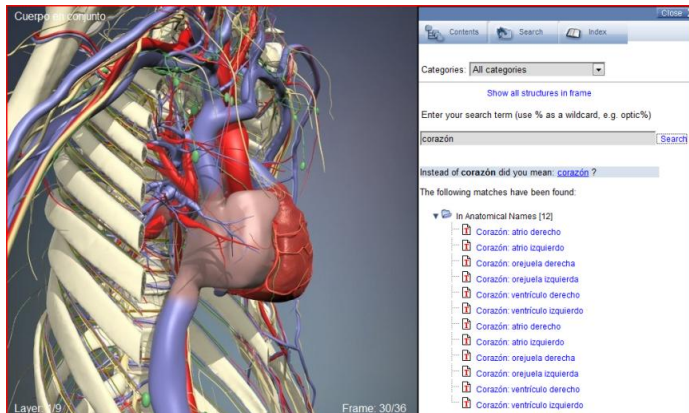 Cuerpo en conjunto
Close
Contents Search Index
Categories: All categories
Show all structures in frame
Enter your search term (use % as a wildcard, e.g. optic%)
corazón Search
Instead of corazón did you mean: corazón ?
The following matches have been found:
In Anatomical Names [12]
Corazón: atrio derecho
Corazón: atrio izquierdo
Corazón: orejuela derecha
Corazón: orejuela izquierda
Corazón: ventrículo derecho
Corazón: ventrículo izquierdo
Corazón: atrio derecho
Corazón: atrio izquierdo
Corazón: orejuela derecha
Corazón: orejuela izquierda
Corazón: ventrículo derecho
Corazón: ventrículo izquierdo
Layer: 1/9 Frame: 30/36